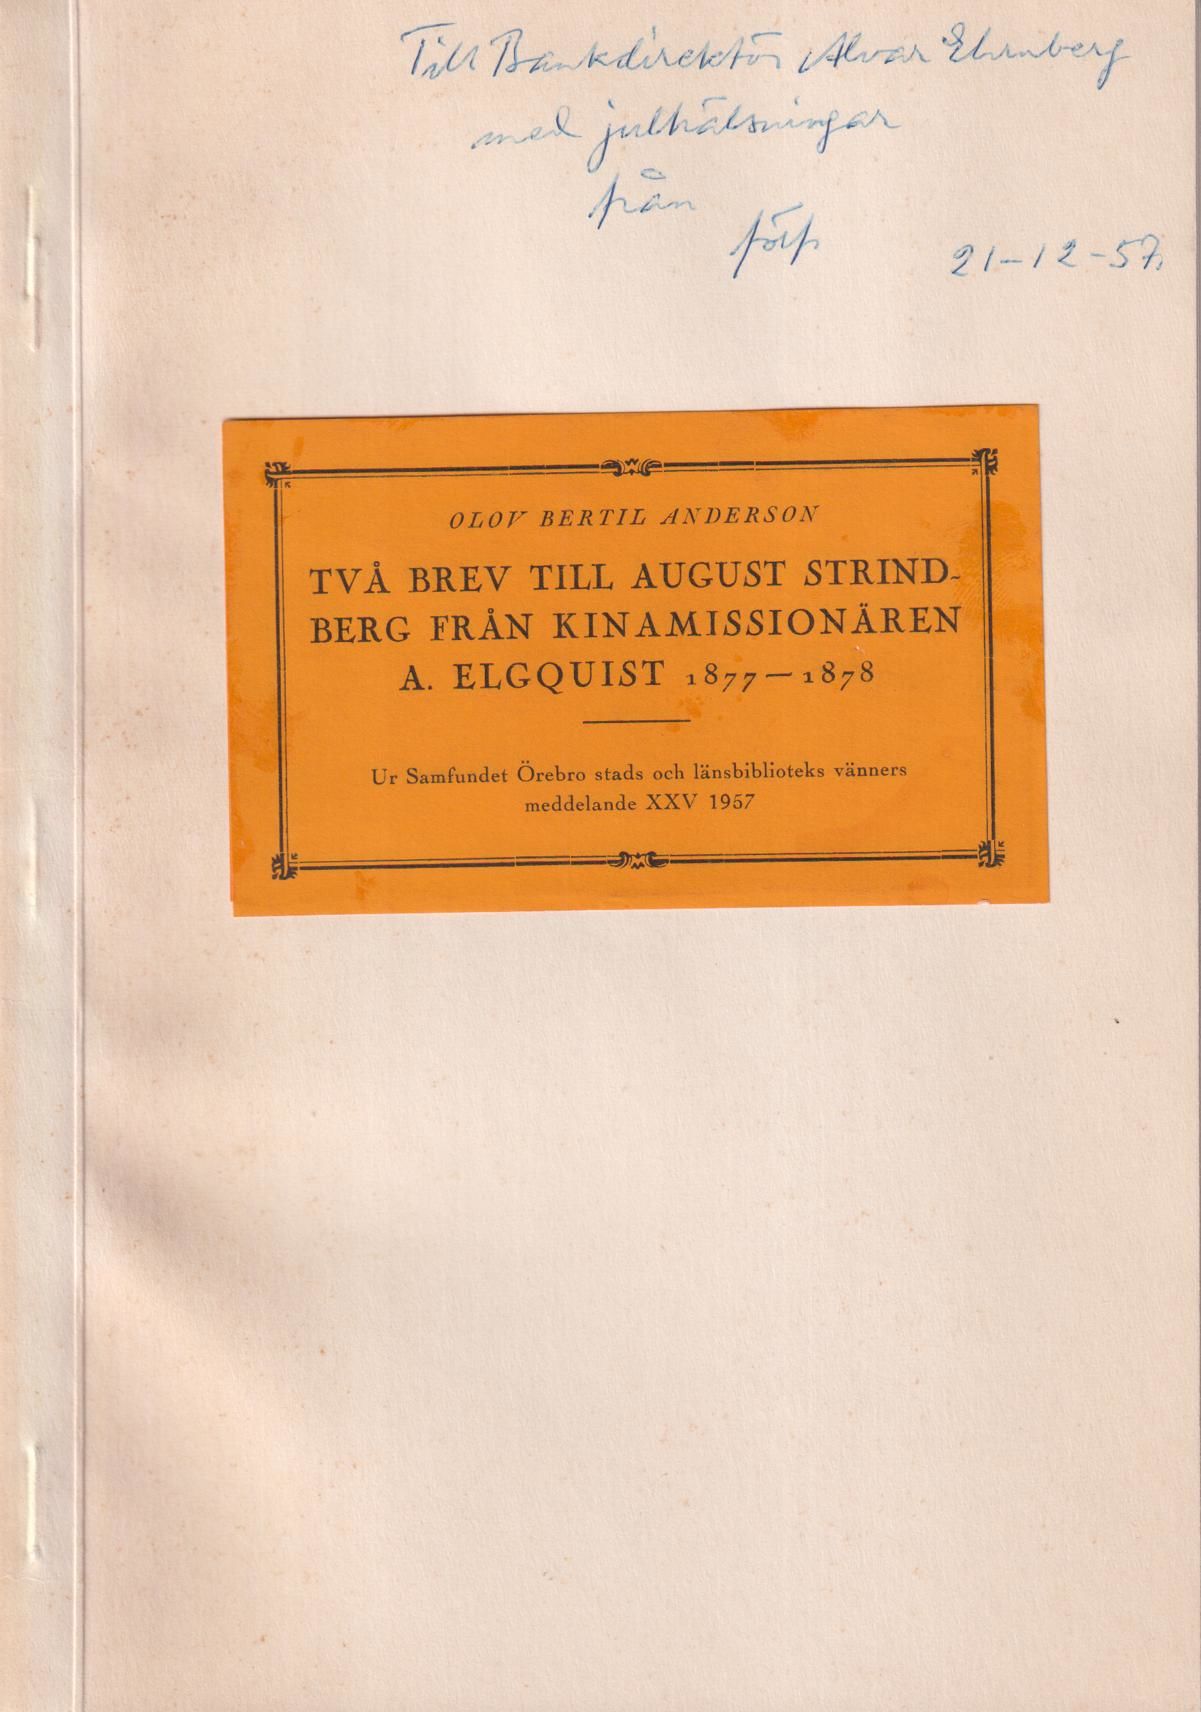 Till Bankdirektör Alvar Ehrnberg
med julhälsningar
från
förf.
21-12-57.
OLOV BERTIL ANDERSON
TVÅ BREV TILL AUGUST STRIND-
BERG FRÅN KINAMISSIONÄREN
A. ELGQUIST 1877—1878
Ur Samfundet Örebro stads och länsbiblioteks vänners
meddelande XXV 1957